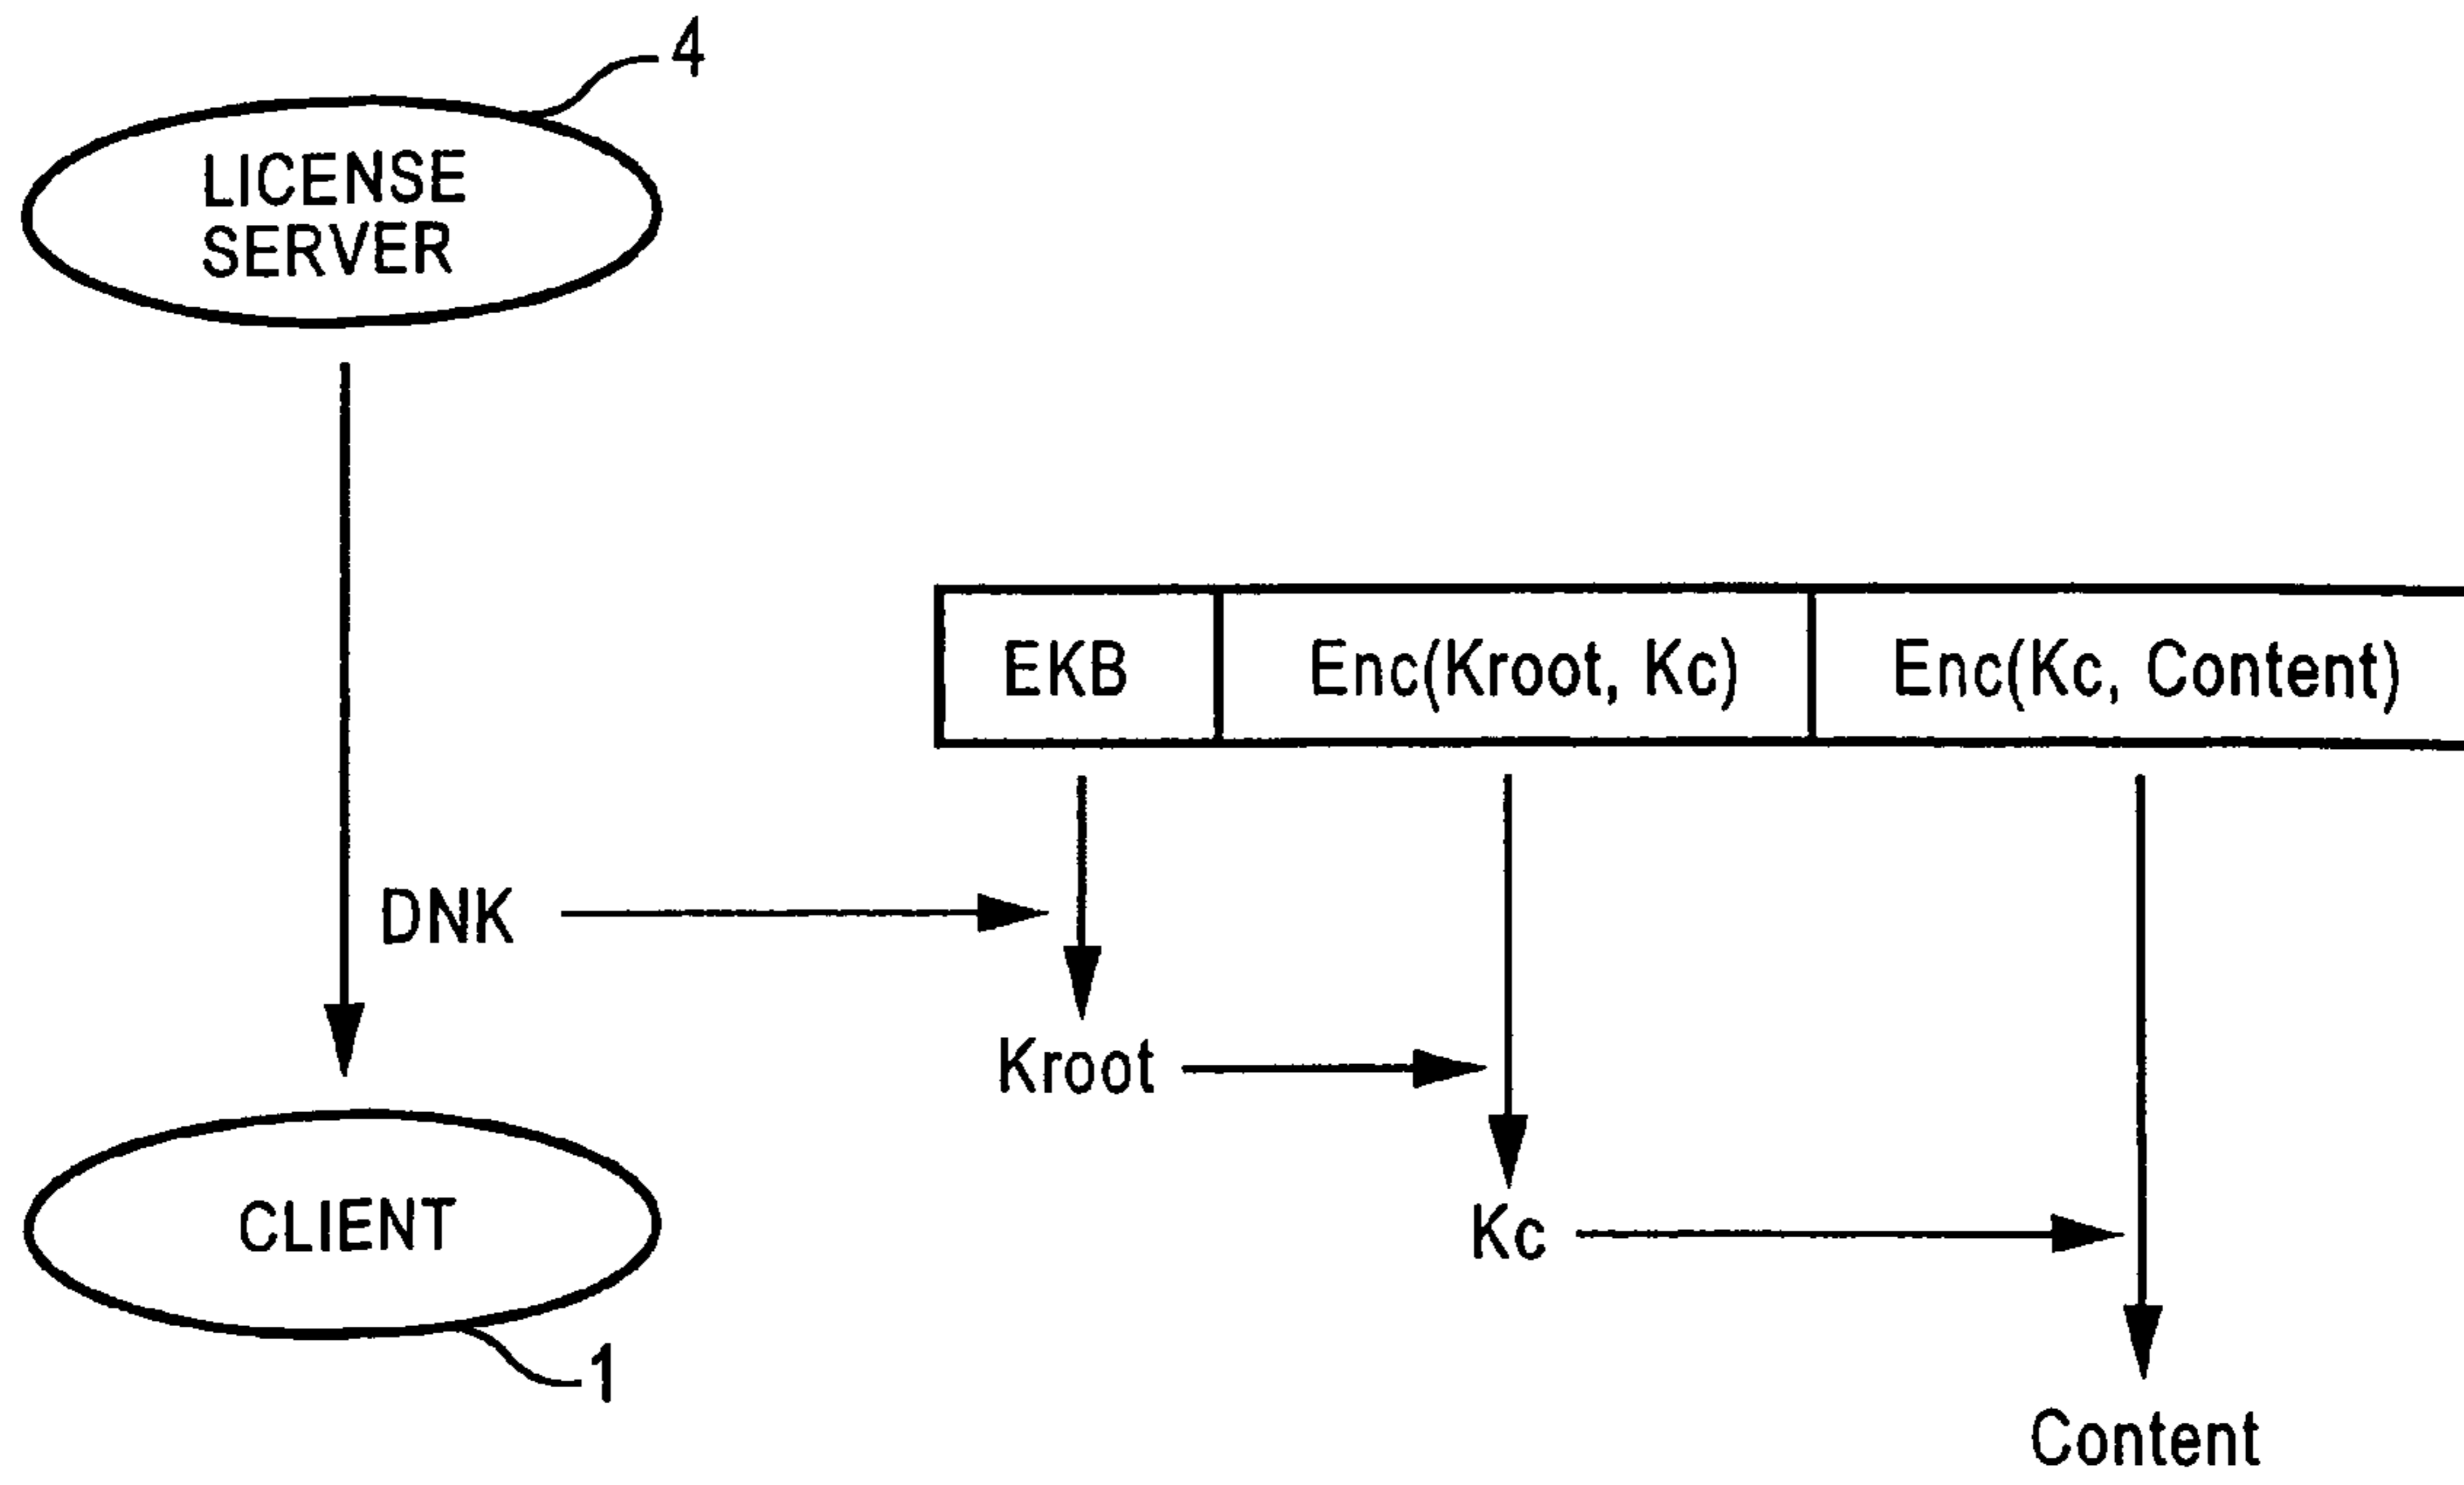 4
LICENSE
SERVER
EKB
Enc(Kroot, Kc)
Enc(Kc, Content)
DNK
Kroot
CLIENT
Kc
1
Content